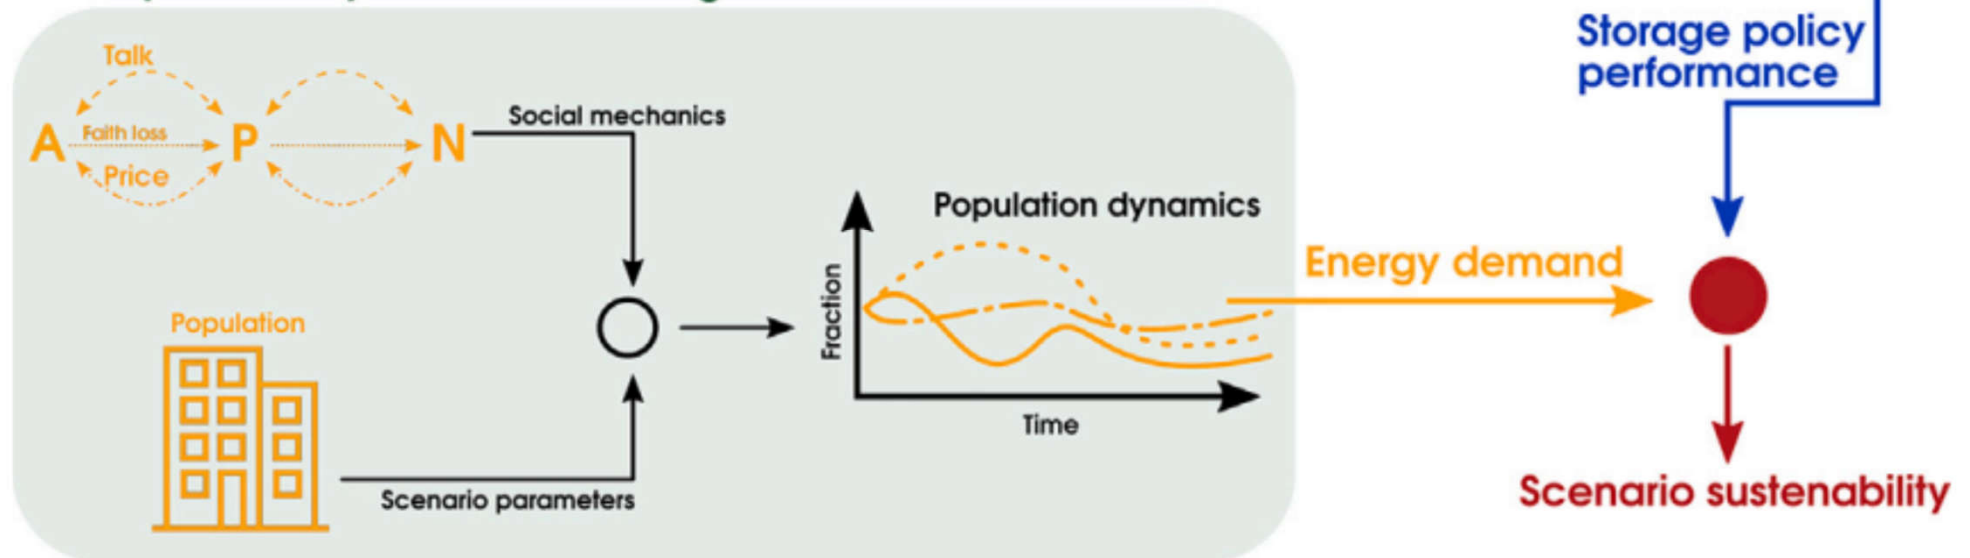 Talk
A
Faith loss
P
N
Price
Social mechanics
Population
Scenario parameters
Population dynamics
Fraction
Time
Energy demand
Storage policy
performance
Scenario sustenability